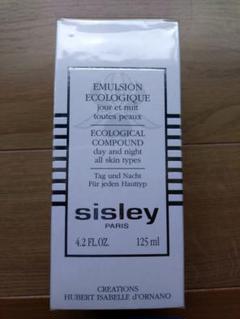 EMULSION
ECOLOGIQUE
jour et nuit
toutes peaux
ECOLOGICAL
COMPOUND
day and night
all skin types
Tag und Nacht
Für jeden Hauttyp
sisley
PARIS
4.2 FL.OZ. 125 ml
CREATIONS
HUBERT ISABELLE d'ORNANO